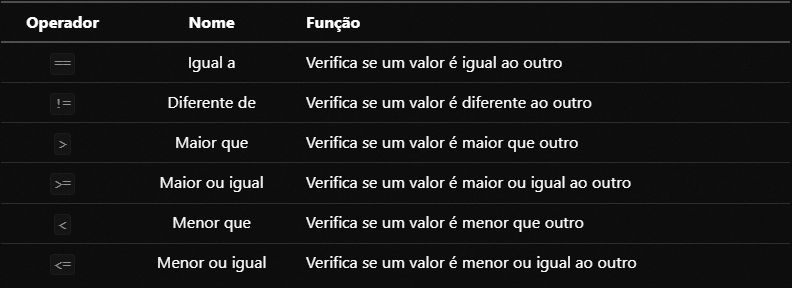 Operador Nome Função
== Igual a Verifica se um valor é igual ao outro
!= Diferente de Verifica se um valor é diferente ao outro
> Maior que Verifica se um valor é maior que outro
>= Maior ou igual Verifica se um valor é maior ou igual ao outro
< Menor que Verifica se um valor é menor que outro
<= Menor ou igual Verifica se um valor é menor ou igual ao outro